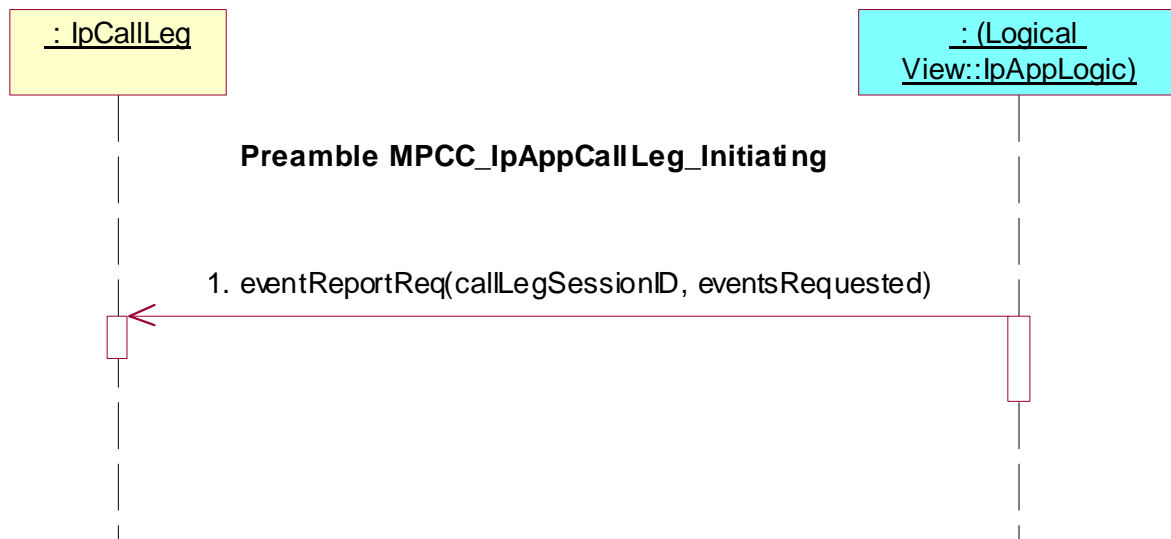 : IpCallLeg
: (Logical
View::IpAppLogic)
Preamble MPCC_IpAppCallLeg_Initiating
1. eventReportReq(callLegSessionID, eventsRequested)